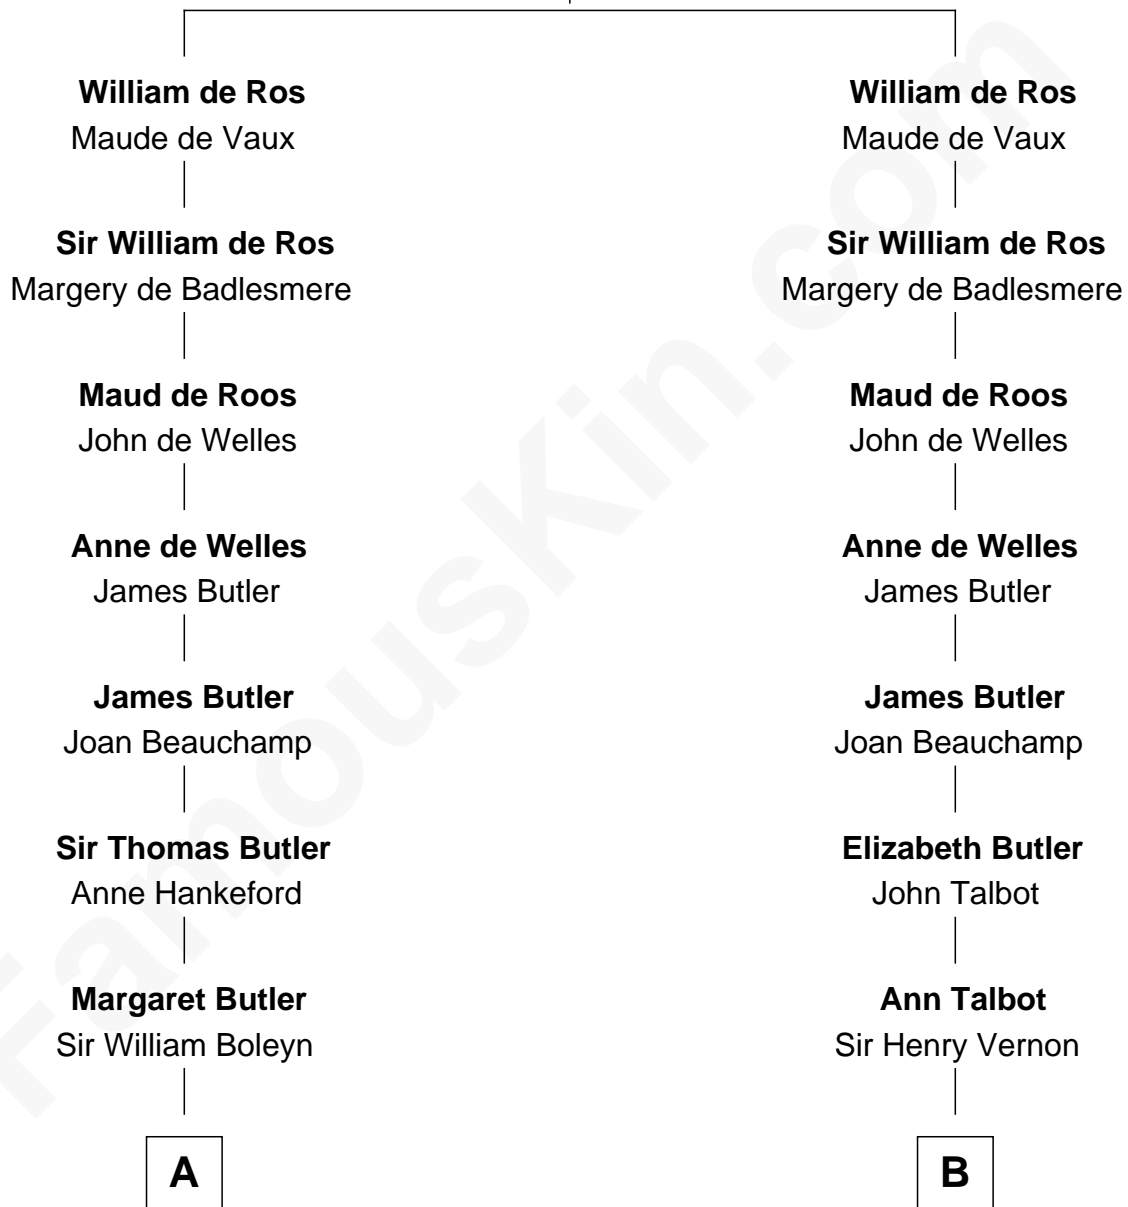 William de Ros
Maude de Vaux
Sir William de Ros
Margery de Badlesmere
Maud de Roos
John de Welles
Anne de Welles
James Butler
James Butler
Joan Beauchamp
Sir Thomas Butler
Anne Hankeford
Margaret Butler
Sir William Boleyn
A
William de Ros
Maude de Vaux
Sir William de Ros
Margery de Badlesmere
Maud de Roos
John de Welles
Anne de Welles
James Butler
James Butler
Joan Beauchamp
Elizabeth Butler
John Talbot
Ann Talbot
Sir Henry Vernon
B
FamousKin.com